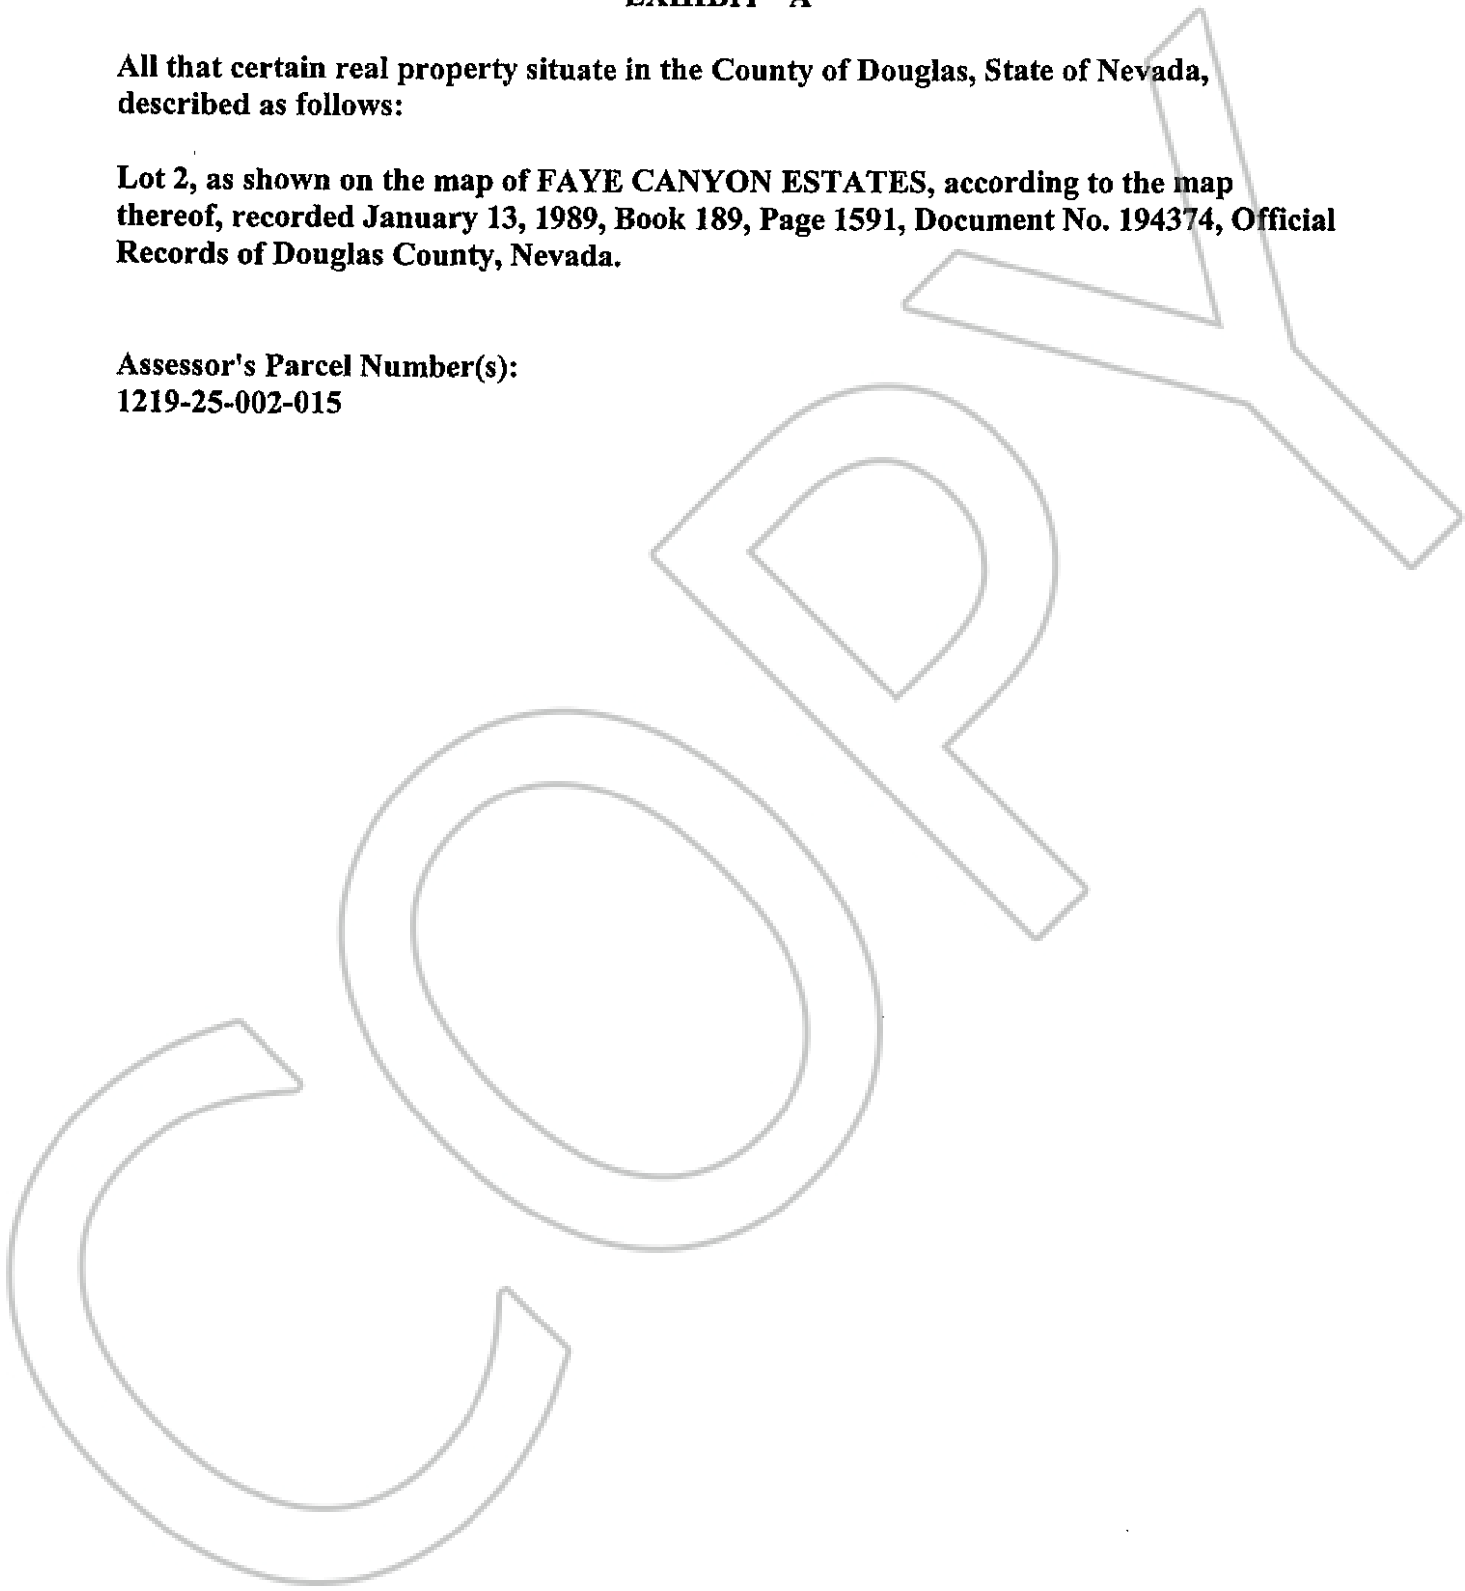 EXHIBIT "A"
All that certain real property situate in the County of Douglas, State of Nevada,
described as follows:
Lot 2, as shown on the map of FAYE CANYON ESTATES, according to the map
thereof, recorded January 13, 1989, Book 189, Page 1591, Document No. 194374, Official
Records of Douglas County, Nevada.
Assessor's Parcel Number(s):
1219-25-002-015
COPY